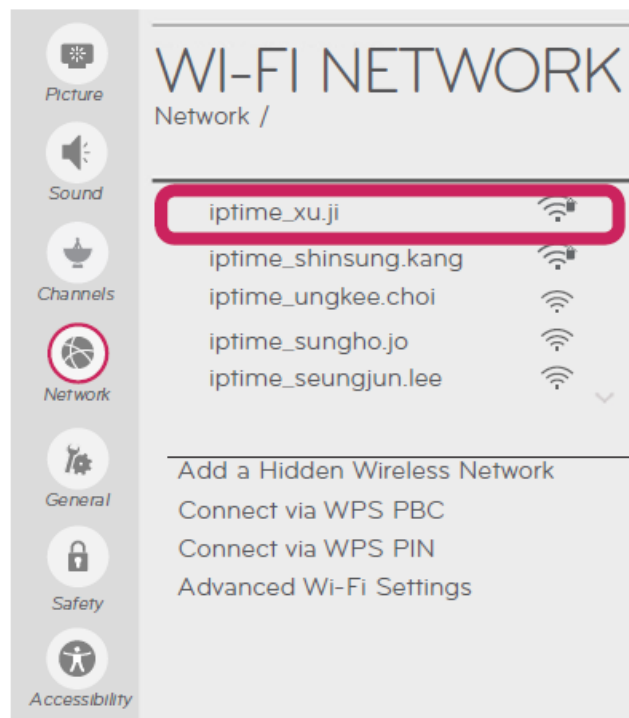 Picture
Sound
Channels
Network
General
Safety
Accessibility
WI-FI NETWORK
Network /
iptime_xu.ji
iptime_shinsung.kang
iptime_ungkee.choi
iptime_sungho.jo
iptime_seungjun.lee
Add a Hidden Wireless Network
Connect via WPS PBC
Connect via WPS PIN
Advanced Wi-Fi Settings